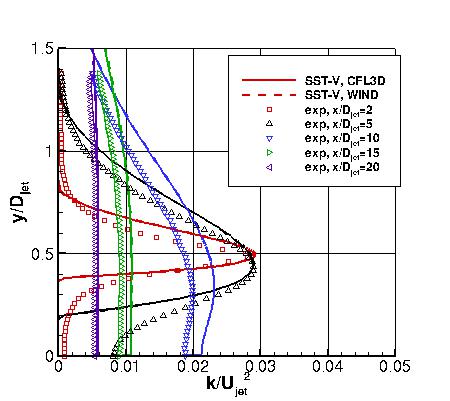 1.5
1
0.5
0
y/D_jet
SST-V, CFL3D
SST-V, WIND
exp, x/D_jet=2
exp, x/D_jet=5
exp, x/D_jet=10
exp, x/D_jet=15
exp, x/D_jet=20
0 0.01 0.02 0.03 0.04 0.05
k/U_jet^2